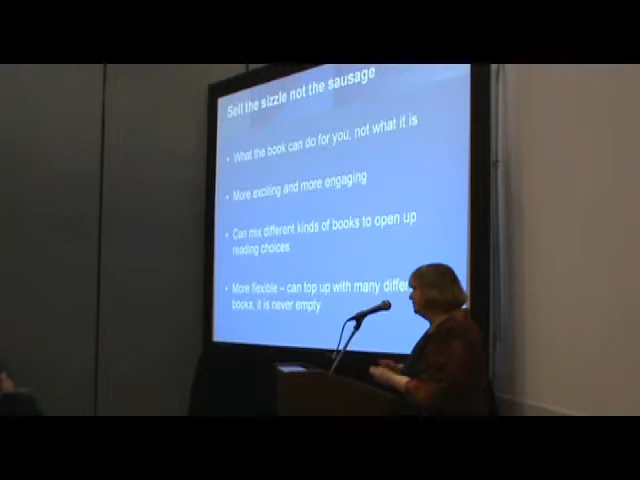 Sell the sizzle not the sausage
• What the book can do for you, not what it is
• More exciting and more engaging
• Can mix different kinds of books to open up
reading choices
• More flexible – can top up with many
books, it is never empty